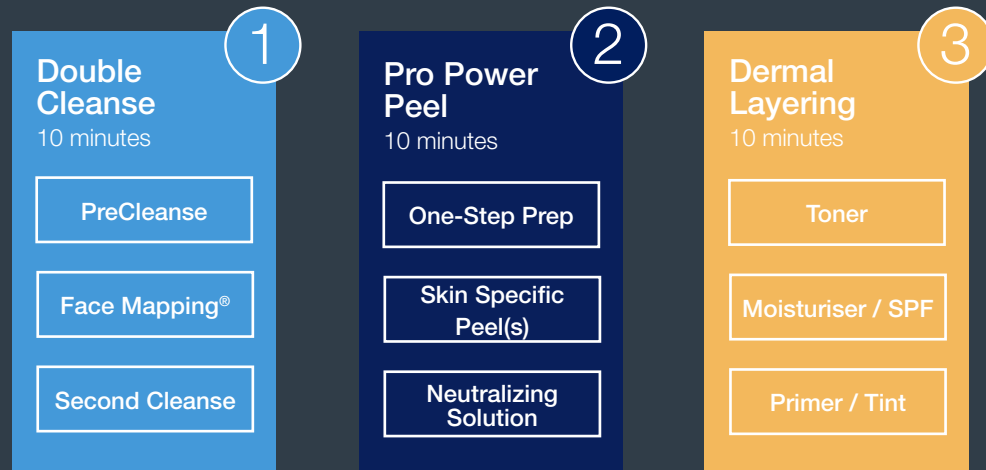 1
Double
Cleanse
10 minutes
PreCleanse
Face Mapping®
Second Cleanse
2
Pro Power
Peel
10 minutes
One-Step Prep
Skin Specific
Peel(s)
Neutralizing
Solution
3
Dermal
Layering
10 minutes
Toner
Moisturiser / SPF
Primer / Tint